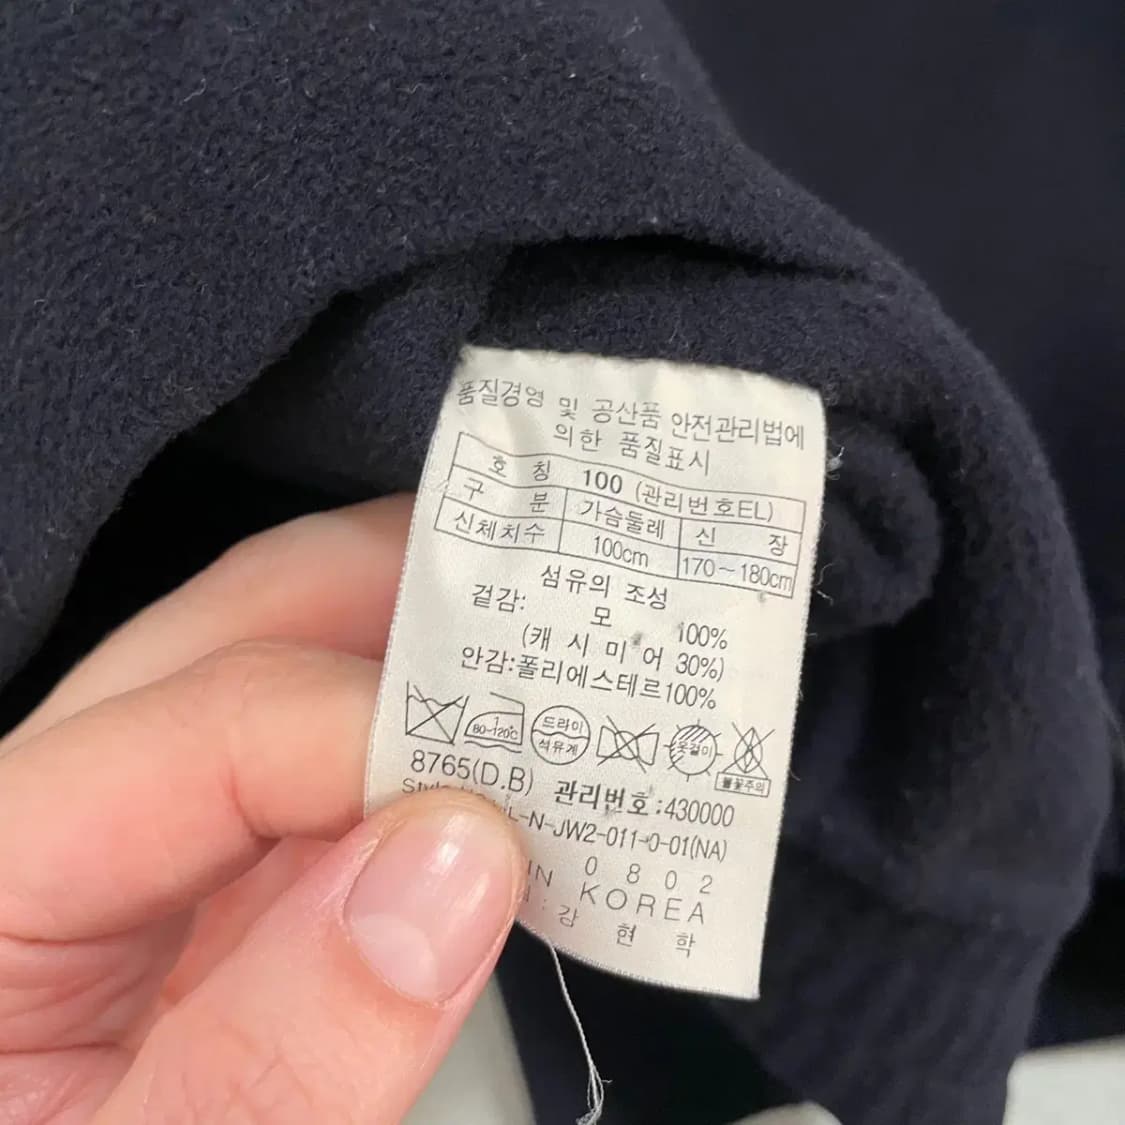 품질경영 및 공산품 안전관리법에
의한 품질표시
호 칭 100 (관리번호EL)
구 분 가슴둘레 신 장
신체치수 100cm 170~180cm
섬유의 조성
겉감: 모 100%
(캐 시 미 어 30%)
안감:폴리에스테르100%
80~120℃ 드라이 석유계 옷걸이 불꽃주의
8765(D.B) 관리번호:430000
L-N-JW2-011-0-01(NA)
0 8 0 2
IN KOREA
: 강 현 학